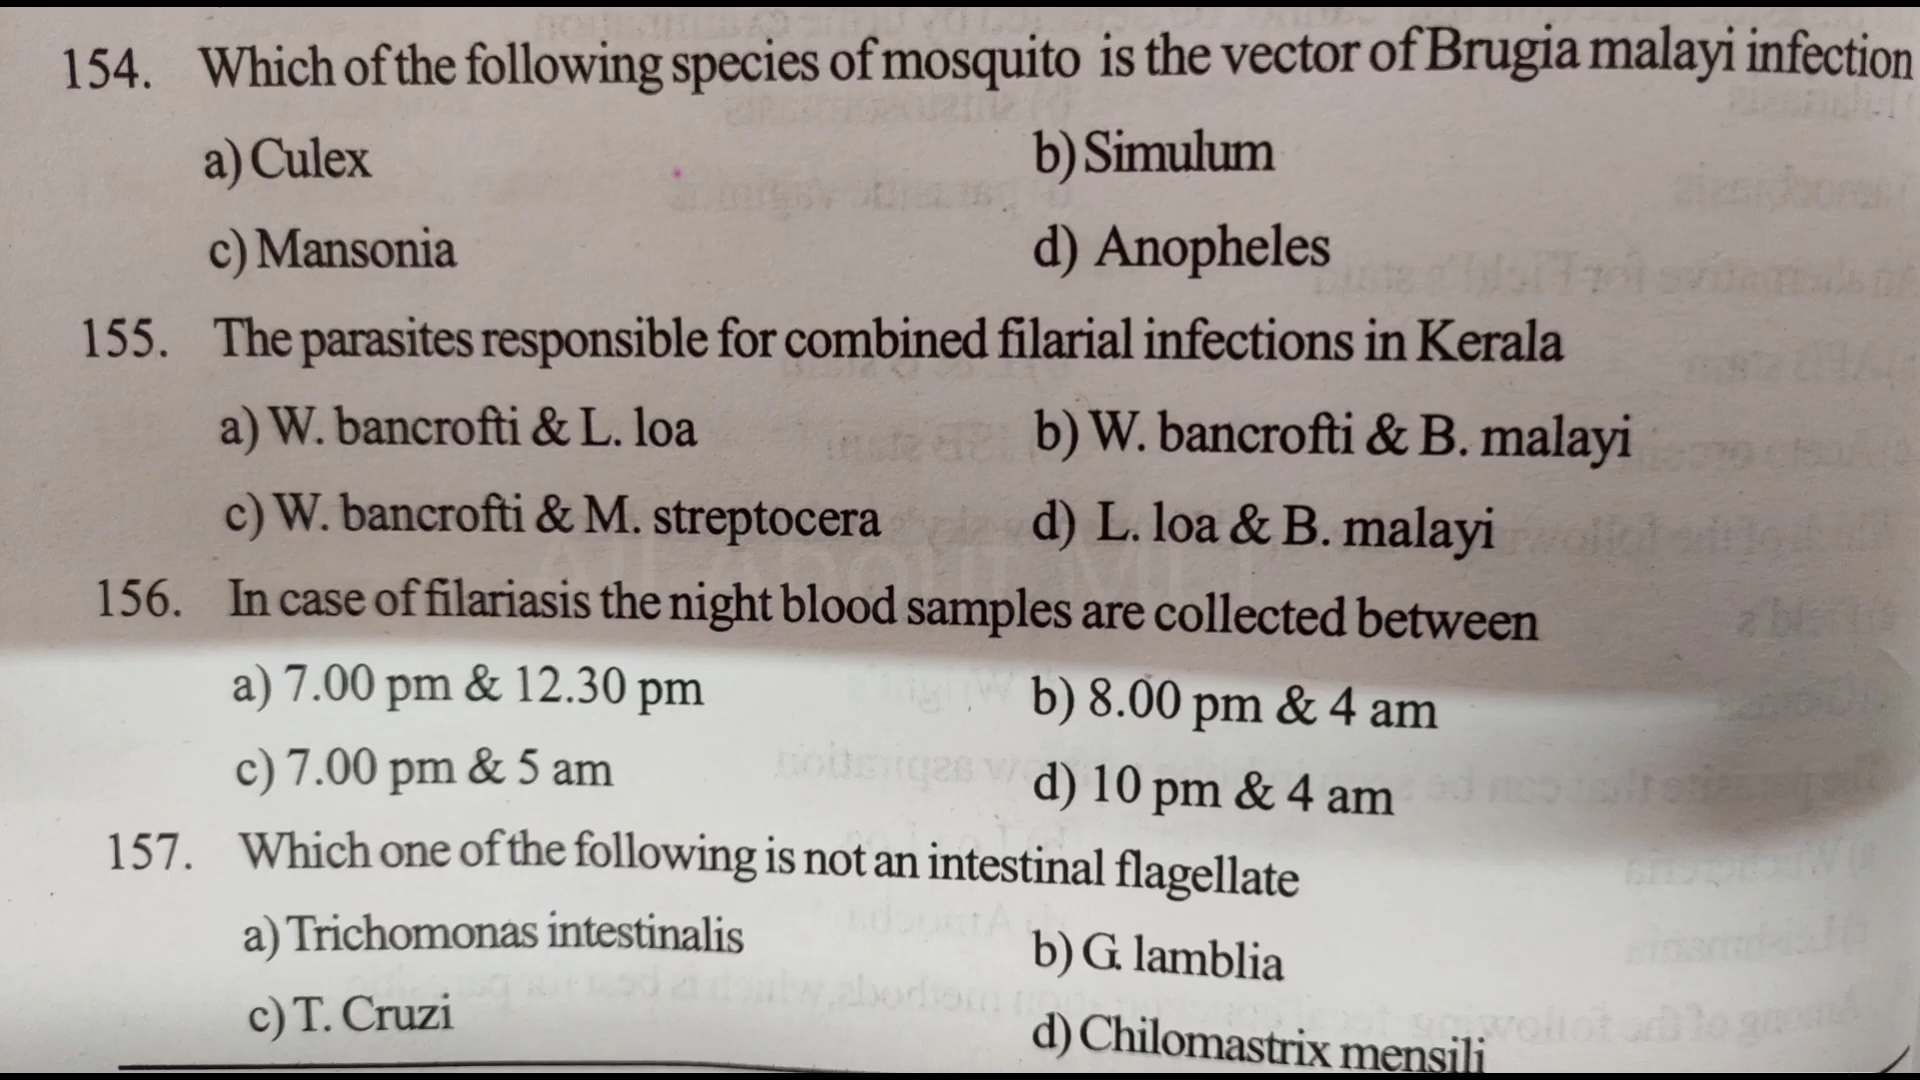 154. Which of the following species of mosquito is the vector of Brugia malayi infection
a) Culex b) Simulum
c) Mansonia d) Anopheles
155. The parasites responsible for combined filarial infections in Kerala
a) W. bancrofti & L. loa b) W. bancrofti & B. malayi
c) W. bancrofti & M. streptocera d) L. loa & B. malayi
156. In case of filariasis the night blood samples are collected between
a) 7.00 pm & 12.30 pm b) 8.00 pm & 4 am
c) 7.00 pm & 5 am d) 10 pm & 4 am
157. Which one of the following is not an intestinal flagellate
a) Trichomonas intestinalis b) G. lamblia
c) T. Cruzi d) Chilomastrix mensili